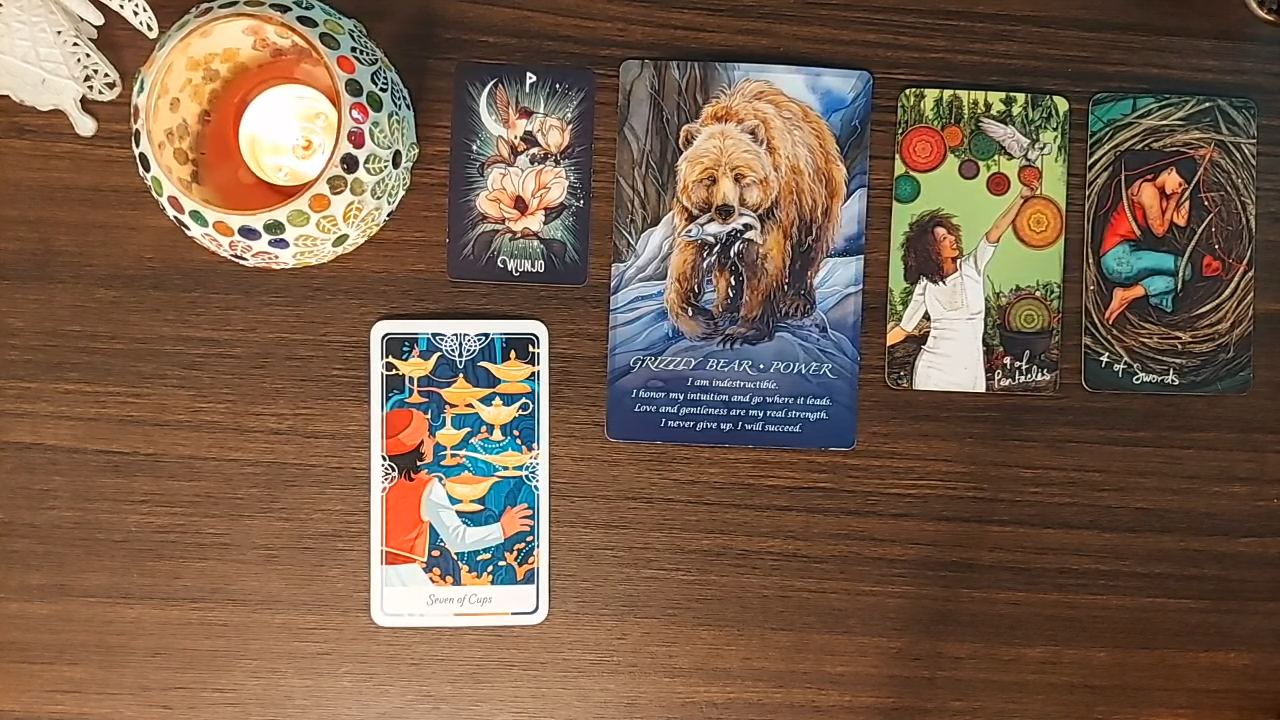 WUNJO
GRIZZLY BEAR • POWER
I am indestructible.
I honor my intuition and go where it leads.
Love and gentleness are my real strength.
I never give up. I will succeed.
9 of
Pentacles
4 of Swords
Seven of Cups